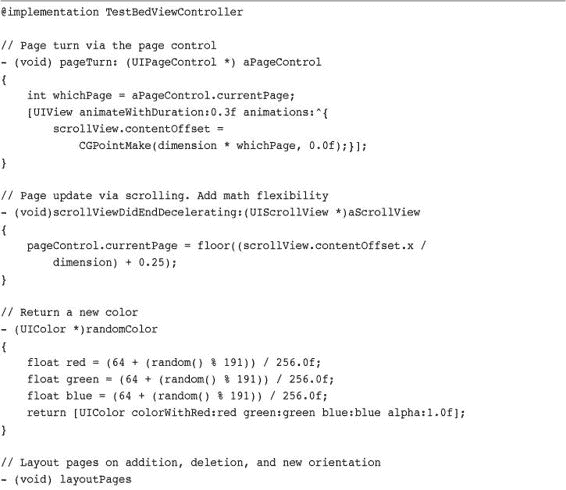 @implementation TestBedViewController

// Page turn via the page control
- (void) pageTurn: (UIPageControl *) aPageControl
{
    int whichPage = aPageControl.currentPage;
    [UIView animateWithDuration:0.3f animations:^{
        scrollView.contentOffset =
            CGPointMake(dimension * whichPage, 0.0f);}];
}

// Page update via scrolling. Add math flexibility
- (void)scrollViewDidEndDecelerating:(UIScrollView *)aScrollView
{
    pageControl.currentPage = floor((scrollView.contentOffset.x /
        dimension) + 0.25);
}

// Return a new color
- (UIColor *)randomColor
{
    float red = (64 + (random() % 191)) / 256.0f;
    float green = (64 + (random() % 191)) / 256.0f;
    float blue = (64 + (random() % 191)) / 256.0f;
    return [UIColor colorWithRed:red green:green blue:blue alpha:1.0f];
}

// Layout pages on addition, deletion, and new orientation
- (void) layoutPages